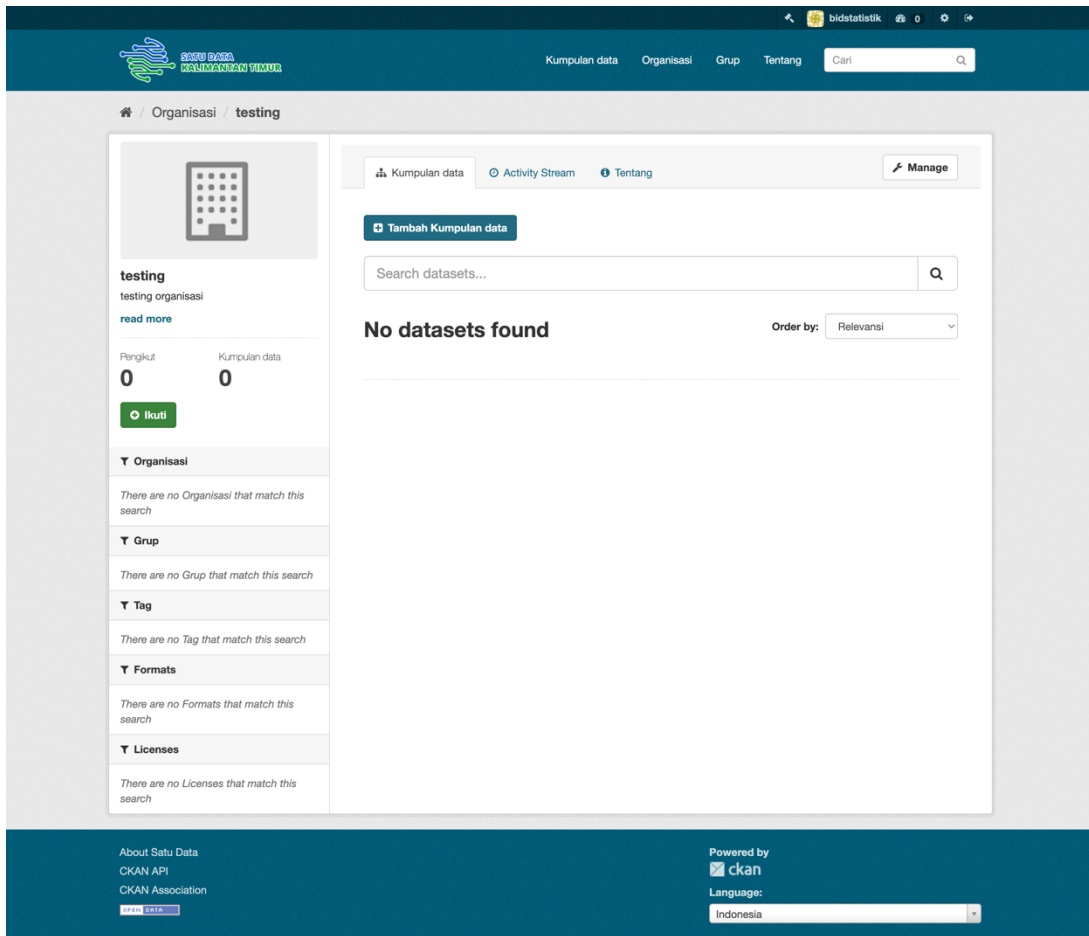 bidstatistik 0
SATU DATA
KALIMANTAN TIMUR
Kumpulan data Organisasi Grup Tentang Cari
/ Organisasi / testing
Kumpulan data Activity Stream Tentang Manage
Tambah Kumpulan data
Search datasets...
No datasets found
Order by: Relevansi
testing
testing organisasi
read more
Pengikut Kumpulan data
0 0
Ikuti
Organisasi
There are no Organisasi that match this
search
Grup
There are no Grup that match this search
Tag
There are no Tag that match this search
Formats
There are no Formats that match this
search
Licenses
There are no Licenses that match this
search
About Satu Data
CKAN API
CKAN Association
OPEN DATA
Powered by
ckan
Language:
Indonesia